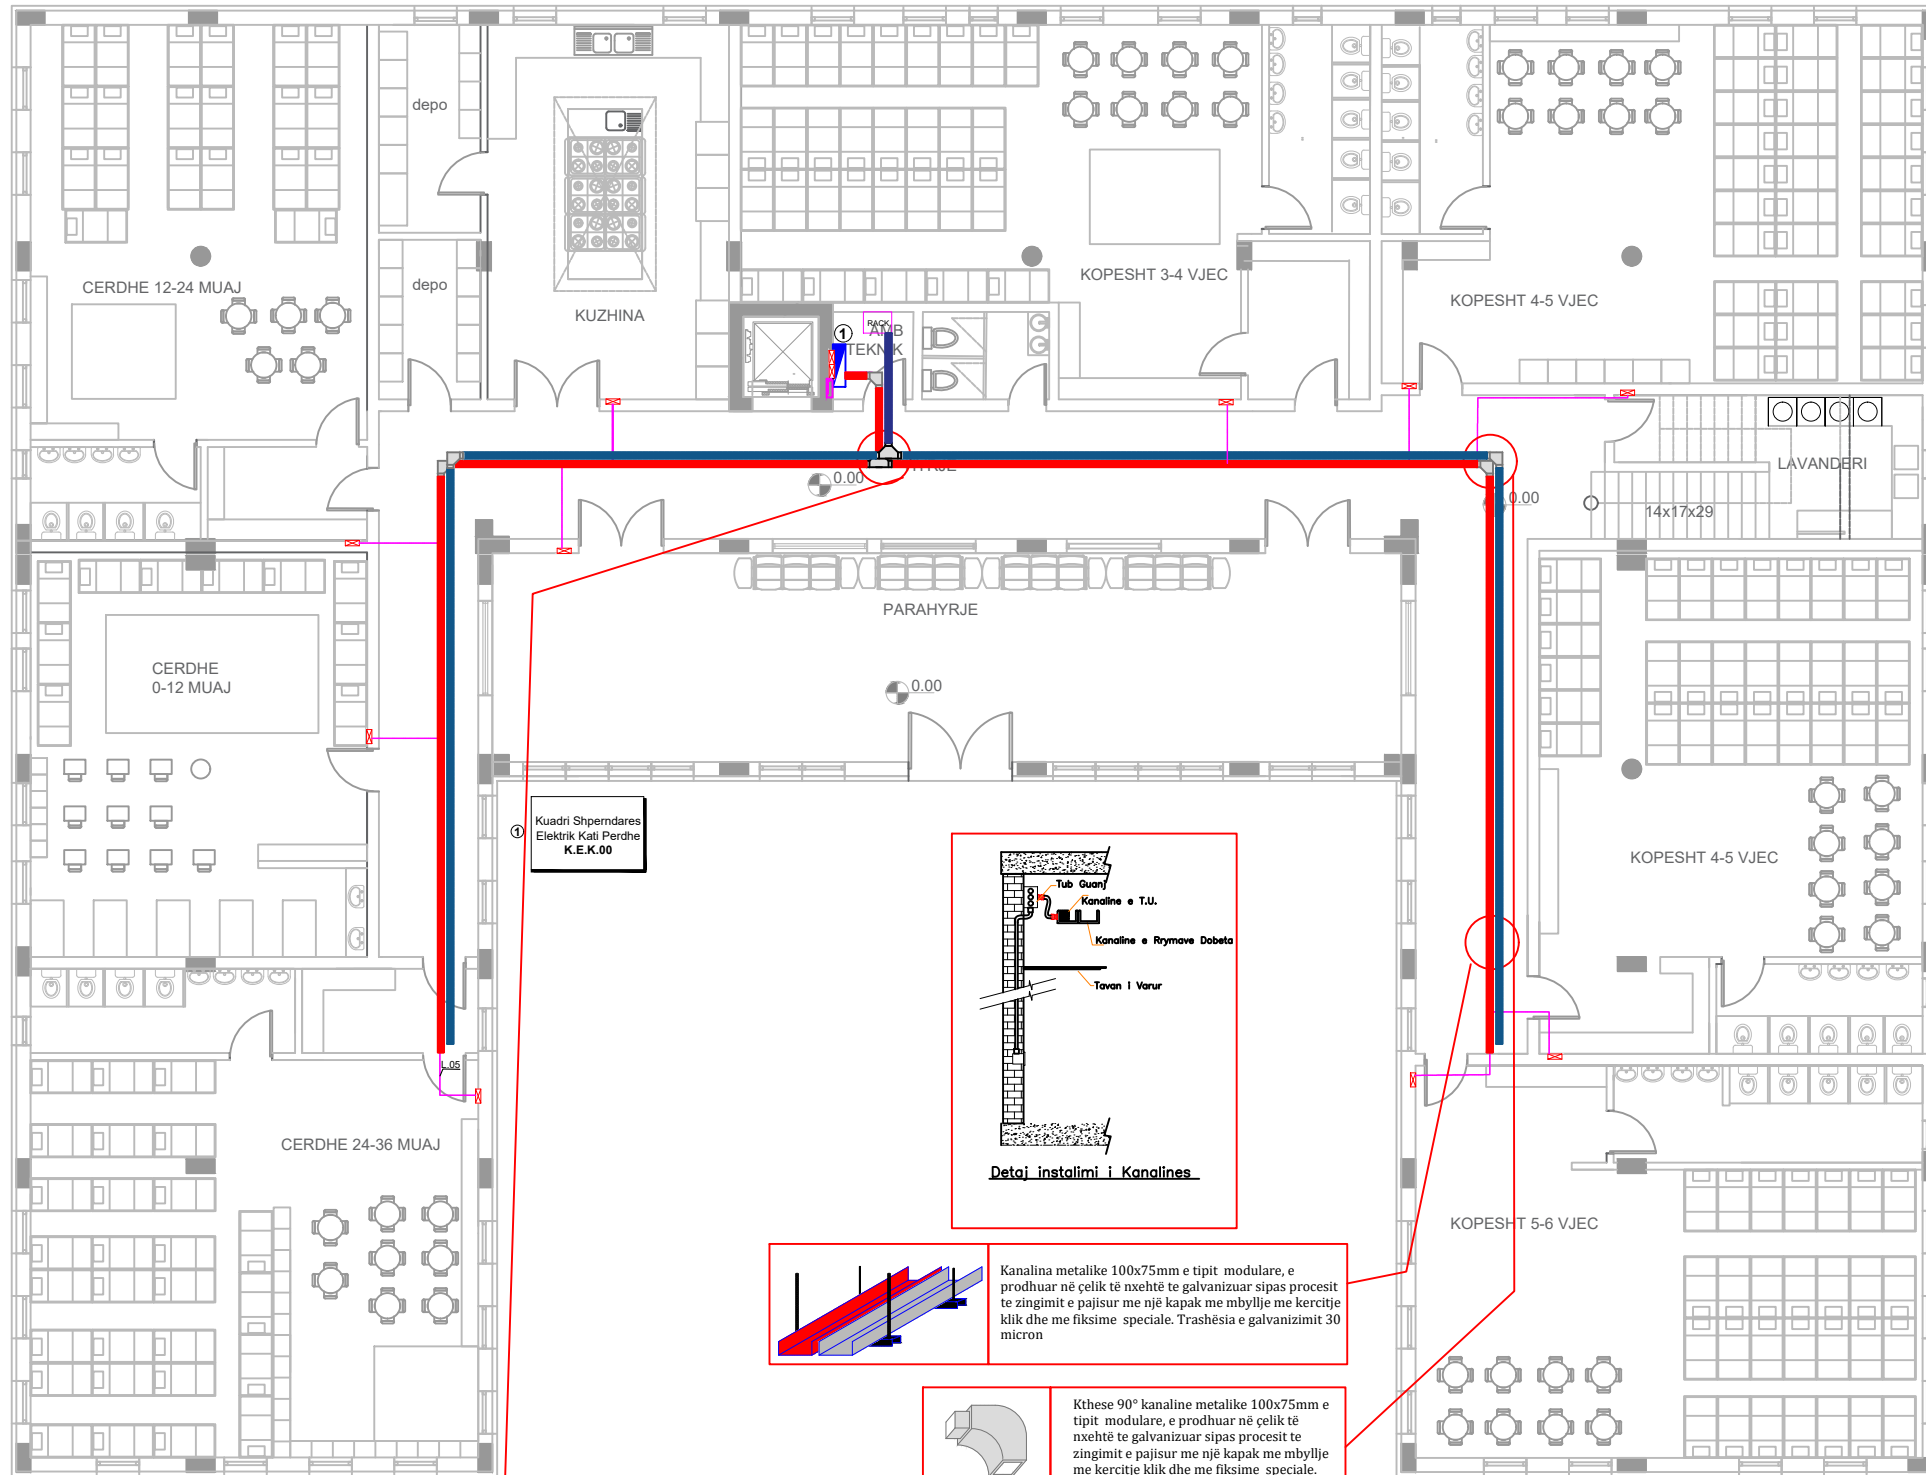 depo
CERDHE 12-24 MUAJ
depo
KUZHINA
KOPESHT 3-4 VJEC
KOPESHT 4-5 VJEC
RACK
1
AMB
TEKNIK
0.00
0.00
14x17x29
LAVANDERI
PARAHYRJE
0.00
CERDHE
0-12 MUAJ
1
Kuadri Shperndares
Elektrik Kati Perdhe
K.E.K.00
Tub Guanj
Kanaline e T.U.
Kanaline e Rrymave Dobeta
Tavan i Varur
Detaj instalimi i Kanalines
KOPESHT 4-5 VJEC
L.05
CERDHE 24-36 MUAJ
KOPESHT 5-6 VJEC
Kanalina metalike 100x75mm e tipit modulare, e
prodhuar në çelik të nxehtë te galvanizuar sipas procesit
te zingimit e pajisur me një kapak me mbyllje me kercitje
klik dhe me fiksime speciale. Trashësia e galvanizimit 30
micron
Kthese 90° kanaline metalike 100x75mm e
tipit modulare, e prodhuar në çelik të
nxehtë te galvanizuar sipas procesit te
zingimit e pajisur me një kapak me mbyllje
me kercitje klik dhe me fiksime speciale.